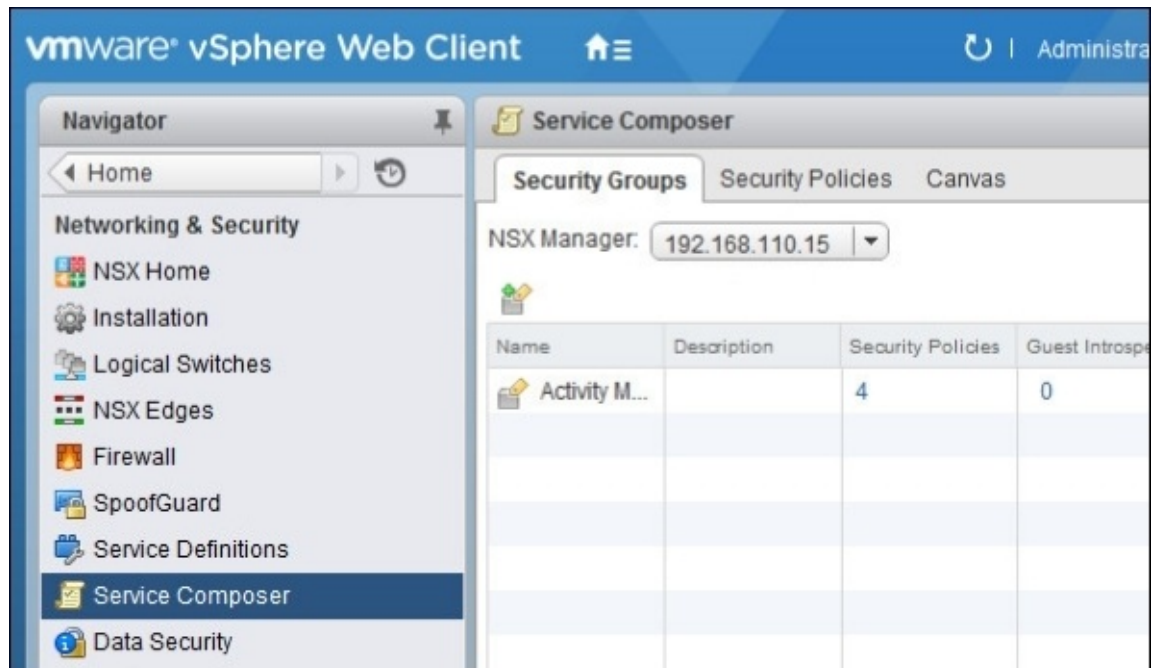 vmware® vSphere Web Client
Administra
Navigator
Home
Networking & Security
NSX Home
Installation
Logical Switches
NSX Edges
Firewall
SpoofGuard
Service Definitions
Service Composer
Data Security
Service Composer
Security Groups Security Policies Canvas
NSX Manager: 192.168.110.15
Name Description Security Policies Guest Introspe
Activity M... 4 0